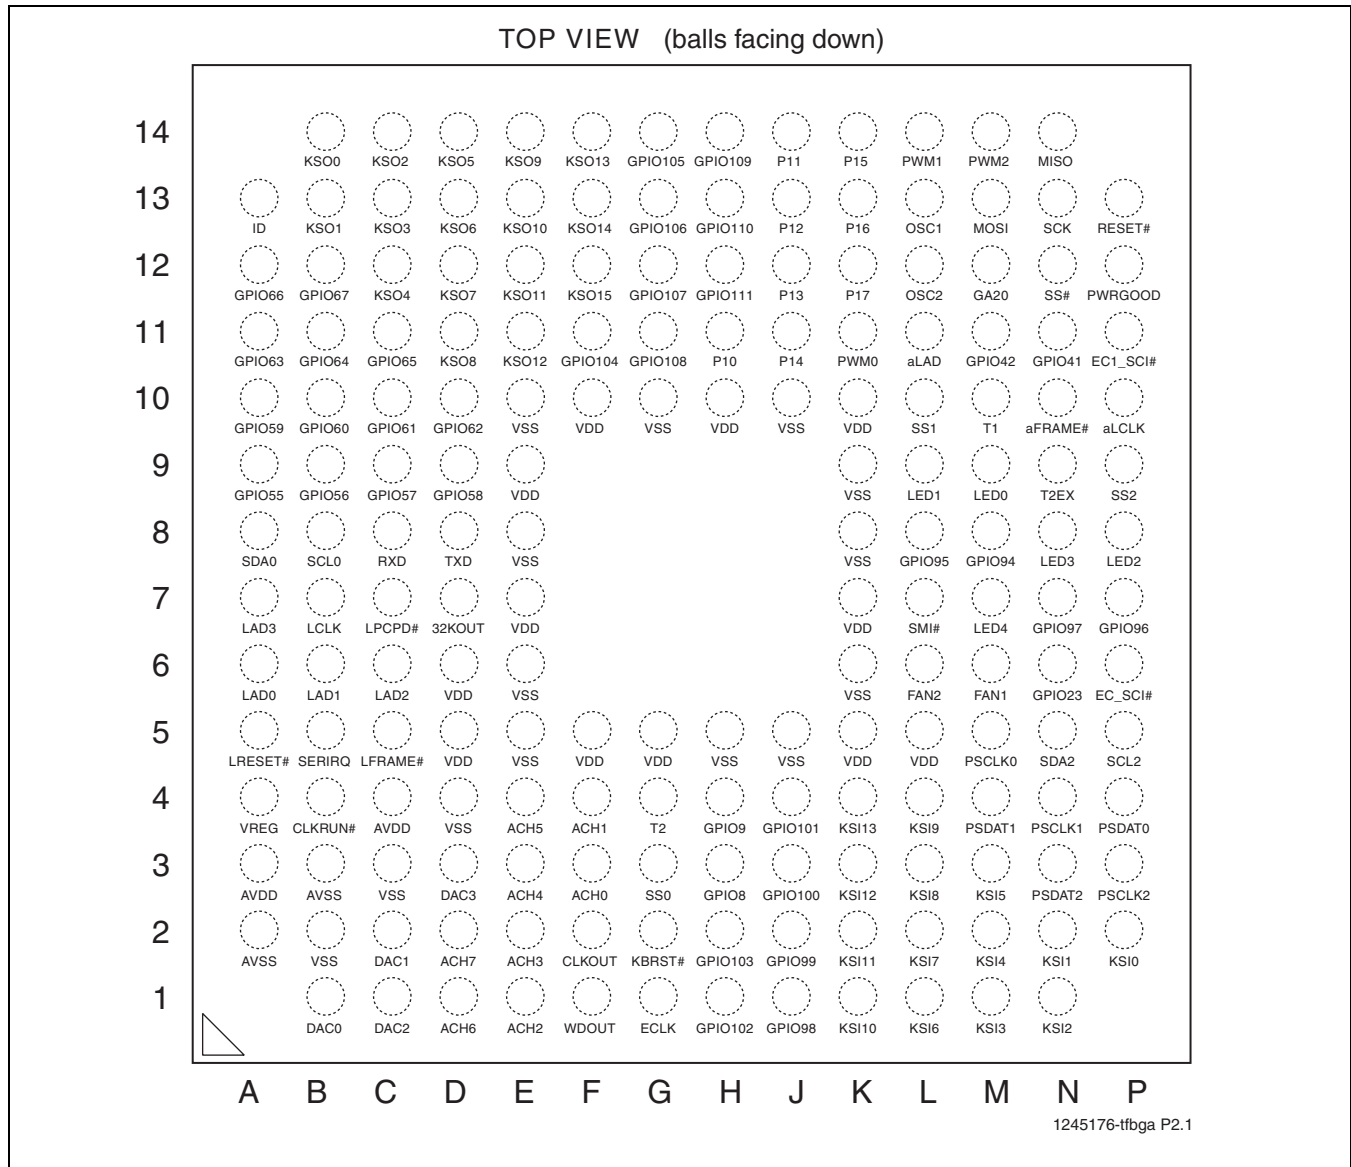 TOP VIEW (balls facing down)
14
KSO0 KSO2 KSO5 KSO9 KSO13 GPIO105 GPIO109 P11 P15 PWM1 PWM2 MISO
13
ID KSO1 KSO3 KSO6 KSO10 KSO14 GPIO106 GPIO110 P12 P16 OSC1 MOSI SCK RESET#
12
GPIO66 GPIO67 KSO4 KSO7 KSO11 KSO15 GPIO107 GPIO111 P13 P17 OSC2 GA20 SS# PWRGOOD
11
GPIO63 GPIO64 GPIO65 KSO8 KSO12 GPIO104 GPIO108 P10 P14 PWM0 aLAD GPIO42 GPIO41 EC1_SCI#
10
GPIO59 GPIO60 GPIO61 GPIO62 VSS VDD VSS VDD VSS VDD SS1 T1 aFRAME# aLCLK
9
GPIO55 GPIO56 GPIO57 GPIO58 VDD VSS LED1 LED0 T2EX SS2
8
SDA0 SCL0 RXD TXD VSS VSS GPIO95 GPIO94 LED3 LED2
7
LAD3 LCLK LPCPD# 32KOUT VDD VDD SMI# LED4 GPIO97 GPIO96
6
LAD0 LAD1 LAD2 VDD VSS VSS FAN2 FAN1 GPIO23 EC_SCI#
5
LRESET# SERIRQ LFRAME# VDD VSS VDD VDD VSS VSS VDD VDD PSCLK0 SDA2 SCL2
4
VREG CLKRUN# AVDD VSS ACH5 ACH1 T2 GPIO9 GPIO101 KSI13 KSI9 PSDAT1 PSCLK1 PSDAT0
3
AVDD AVSS VSS DAC3 ACH4 ACH0 SS0 GPIO8 GPIO100 KSI12 KSI8 KSI5 PSDAT2 PSCLK2
2
AVSS VSS DAC1 ACH7 ACH3 CLKOUT KBRST# GPIO103 GPIO99 KSI11 KSI7 KSI4 KSI1 KSI0
1
DAC0 DAC2 ACH6 ACH2 WDOUT ECLK GPIO102 GPIO98 KSI10 KSI6 KSI3 KSI2
A B C D E F G H J K L M N P
1245176-tfbga P2.1